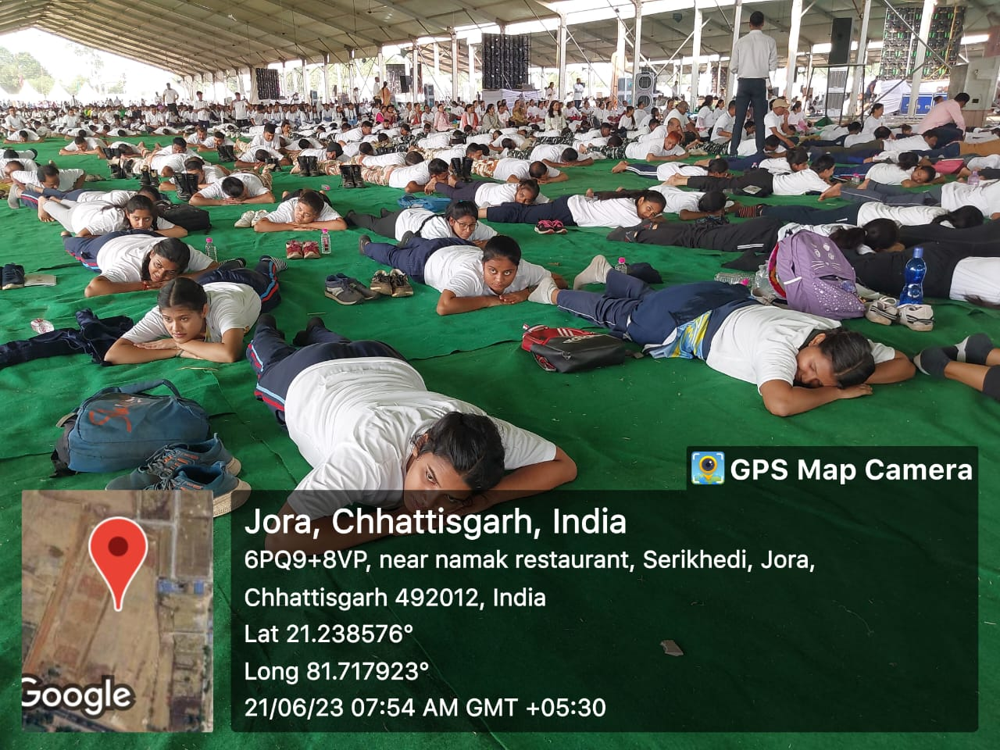 GPS Map Camera
Jora, Chhattisgarh, India
6PQ9+8VP, near namak restaurant, Serikhedi, Jora,
Chhattisgarh 492012, India
Lat 21.238576°
Long 81.717923°
21/06/23 07:54 AM GMT +05:30
Google